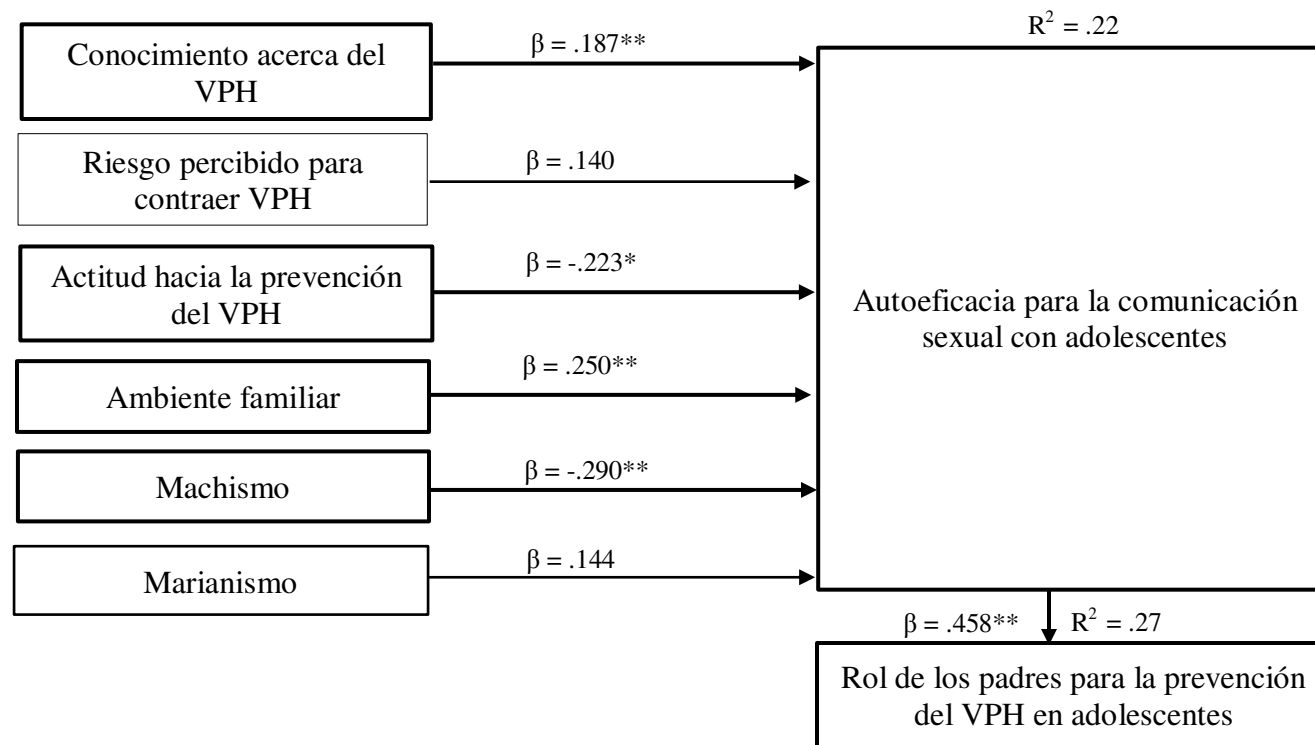 R² = .22
Conocimiento acerca del
VPH
β = .187**
Riesgo percibido para
contraer VPH
β = .140
Actitud hacia la prevención
del VPH
β = -.223*
Ambiente familiar
β = .250**
Machismo
β = -.290**
Marianismo
β = .144
Autoeficacia para la comunicación
sexual con adolescentes
β = .458**
R² = .27
Rol de los padres para la prevención
del VPH en adolescentes